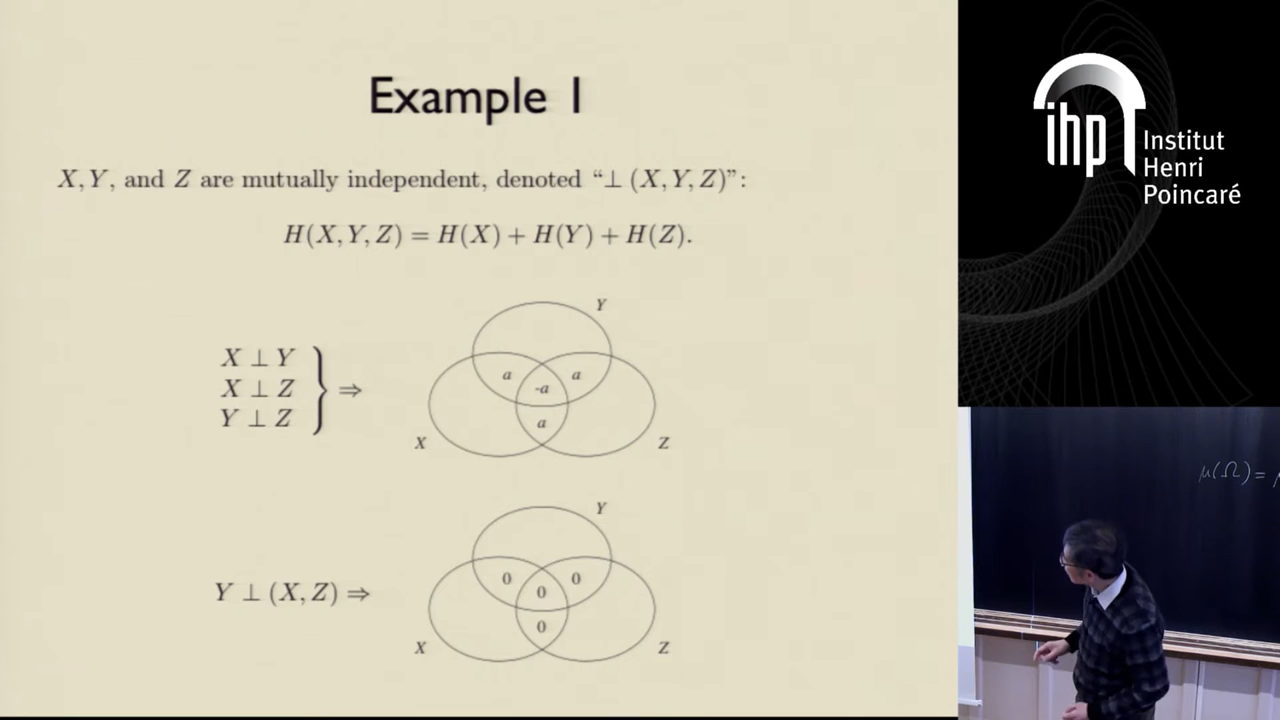 Example 1
X, Y, and Z are mutually independent, denoted “⊥ (X, Y, Z)”:
H(X, Y, Z) = H(X) + H(Y) + H(Z).
X ⊥ Y
X ⊥ Z
Y ⊥ Z
⇒
Y
a
a
-a
a
X
Z
Y ⊥ (X, Z) ⇒
Y
0
0
0
0
X
Z
ihp
Institut
Henri
Poincaré
μ(Ω) =